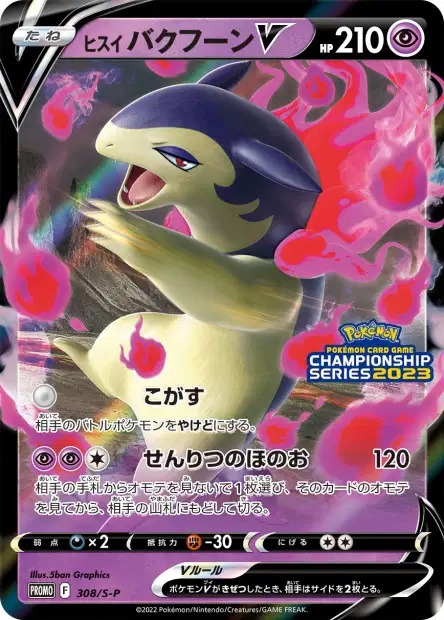 たね
ヒスイ バクフーン V HP 210
Pokémon
POKÉMON CARD GAME
CHAMPIONSHIP
SERIES 2023
こがす
相手のバトルポケモンをやけどにする。
せんりつのほのお 120
相手の手札からオモテを見ないで1枚選び、そのカードのオモテ
を見てから、相手の山札にもどして切る。
弱点 ×2 抵抗力 -30 にげる
Illus.5ban Graphics
Vルール
PROMO F 308/S-P
ポケモンVがきぜつしたとき、相手はサイドを2枚とる。
©2022 Pokémon/Nintendo/Creatures/GAME FREAK.